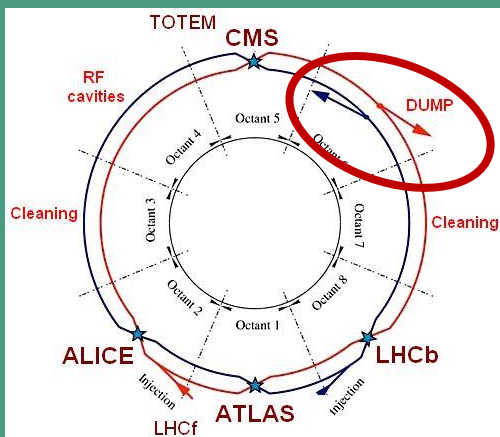 TOTEM
CMS
RF
cavities
DUMP
Octant 5
Octant 4
Octant 3
Cleaning
Octant 7
Cleaning
Octant 2
Octant 8
Octant 1
ALICE
LHCb
Injection
ATLAS
Injection
LHCf